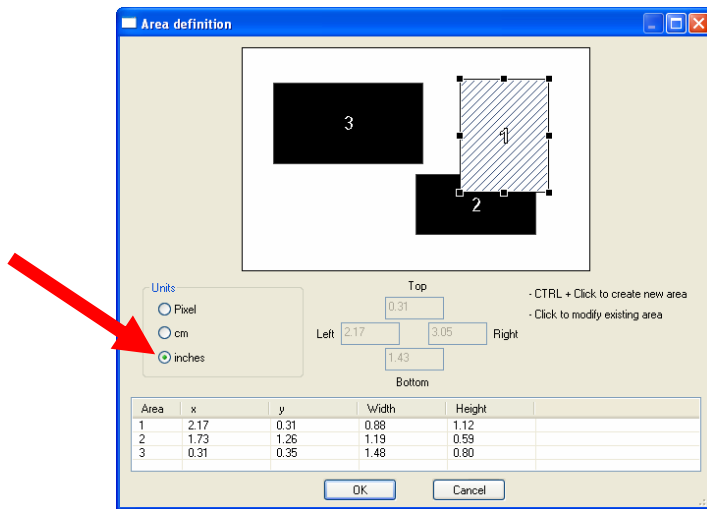 Area definition
3
1
2
Units
Pixel
cm
inches
Top
0.31
Left 2.17 3.05 Right
1.43
Bottom
- CTRL + Click to create new area
- Click to modify existing area
Area x y Width Height
1 2.17 0.31 0.88 1.12
2 1.73 1.26 1.19 0.59
3 0.31 0.35 1.48 0.80
OK Cancel